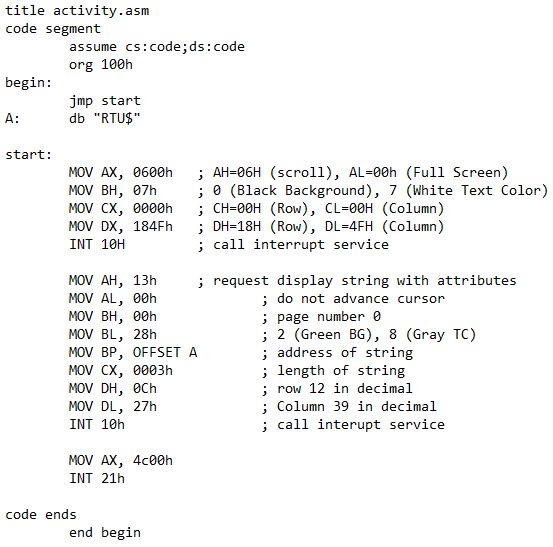 title activity.asm
code segment
assume cs:code;ds:code
org 100h
begin:
jmp start
A: db "RTU$"
start:
MOV AX, 0600h ; AH=06H (scroll), AL=00h (Full Screen)
MOV BH, 07h ; 0 (Black Background), 7 (White Text Color)
MOV CX, 0000h ; CH=00H (Row), CL=00H (Column)
MOV DX, 184Fh ; DH=18H (Row), DL=4FH (Column)
INT 10H ; call interrupt service
MOV AH, 13h ; request display string with attributes
MOV AL, 00h ; do not advance cursor
MOV BH, 00h ; page number 0
MOV BL, 28h ; 2 (Green BG), 8 (Gray TC)
MOV BP, OFFSET A ; address of string
MOV CX, 0003h ; length of string
MOV DH, 0Ch ; row 12 in decimal
MOV DL, 27h ; Column 39 in decimal
INT 10h ; call interupt service
MOV AX, 4c00h
INT 21h
code ends
end begin